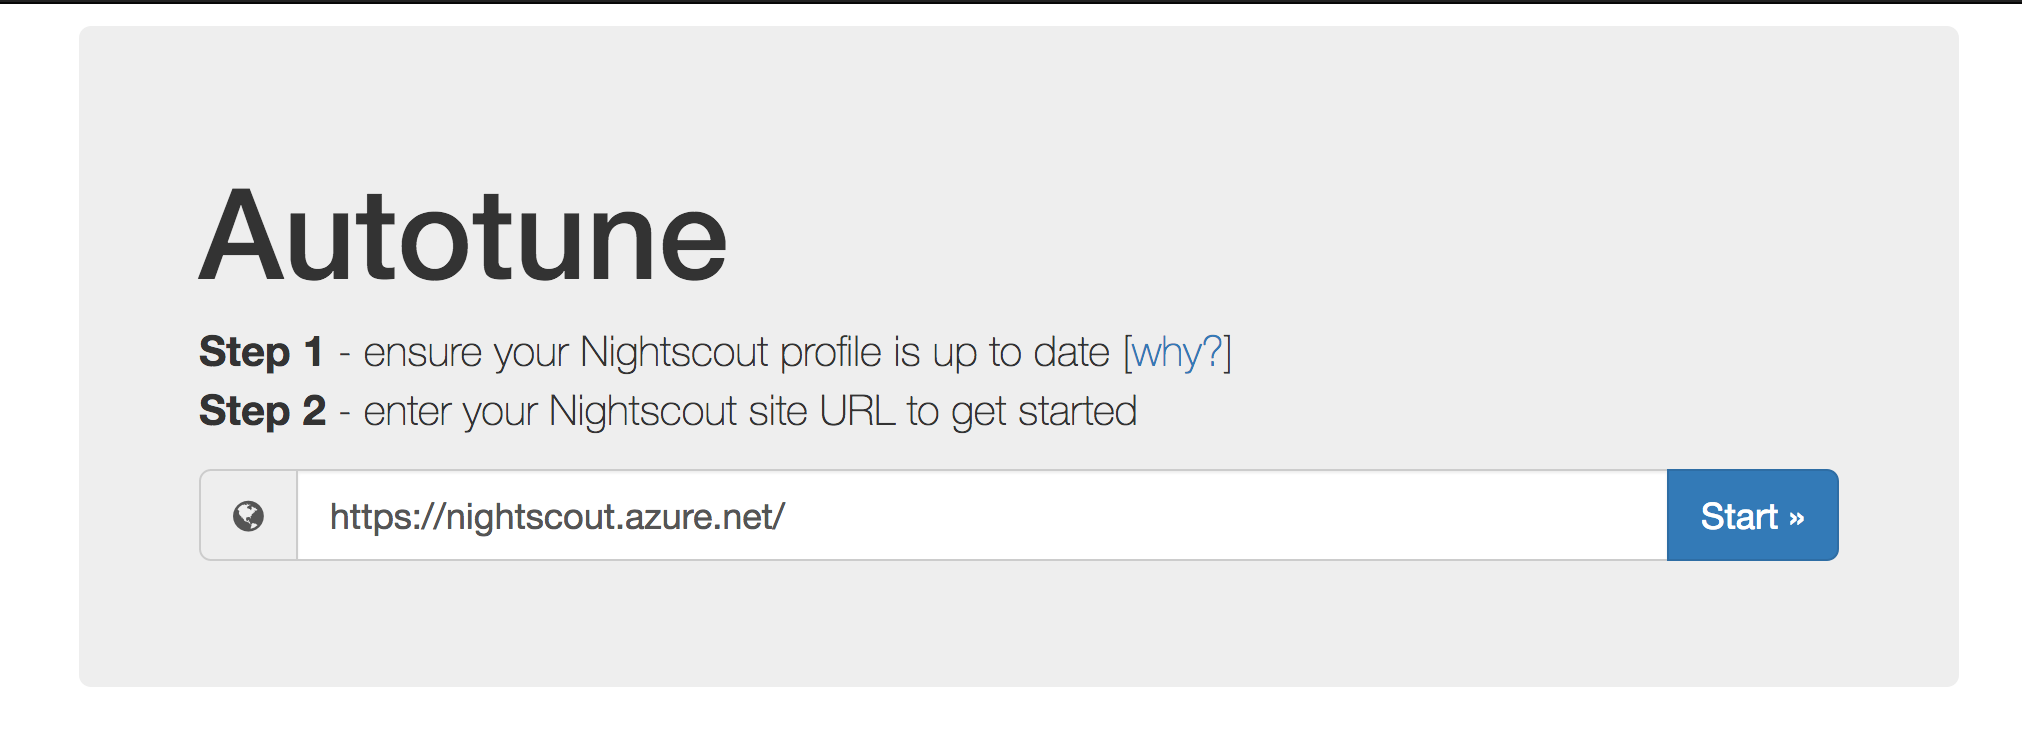 Autotune
Step 1 - ensure your Nightscout profile is up to date [why?]
Step 2 - enter your Nightscout site URL to get started
https://nightscout.azure.net/
Start »